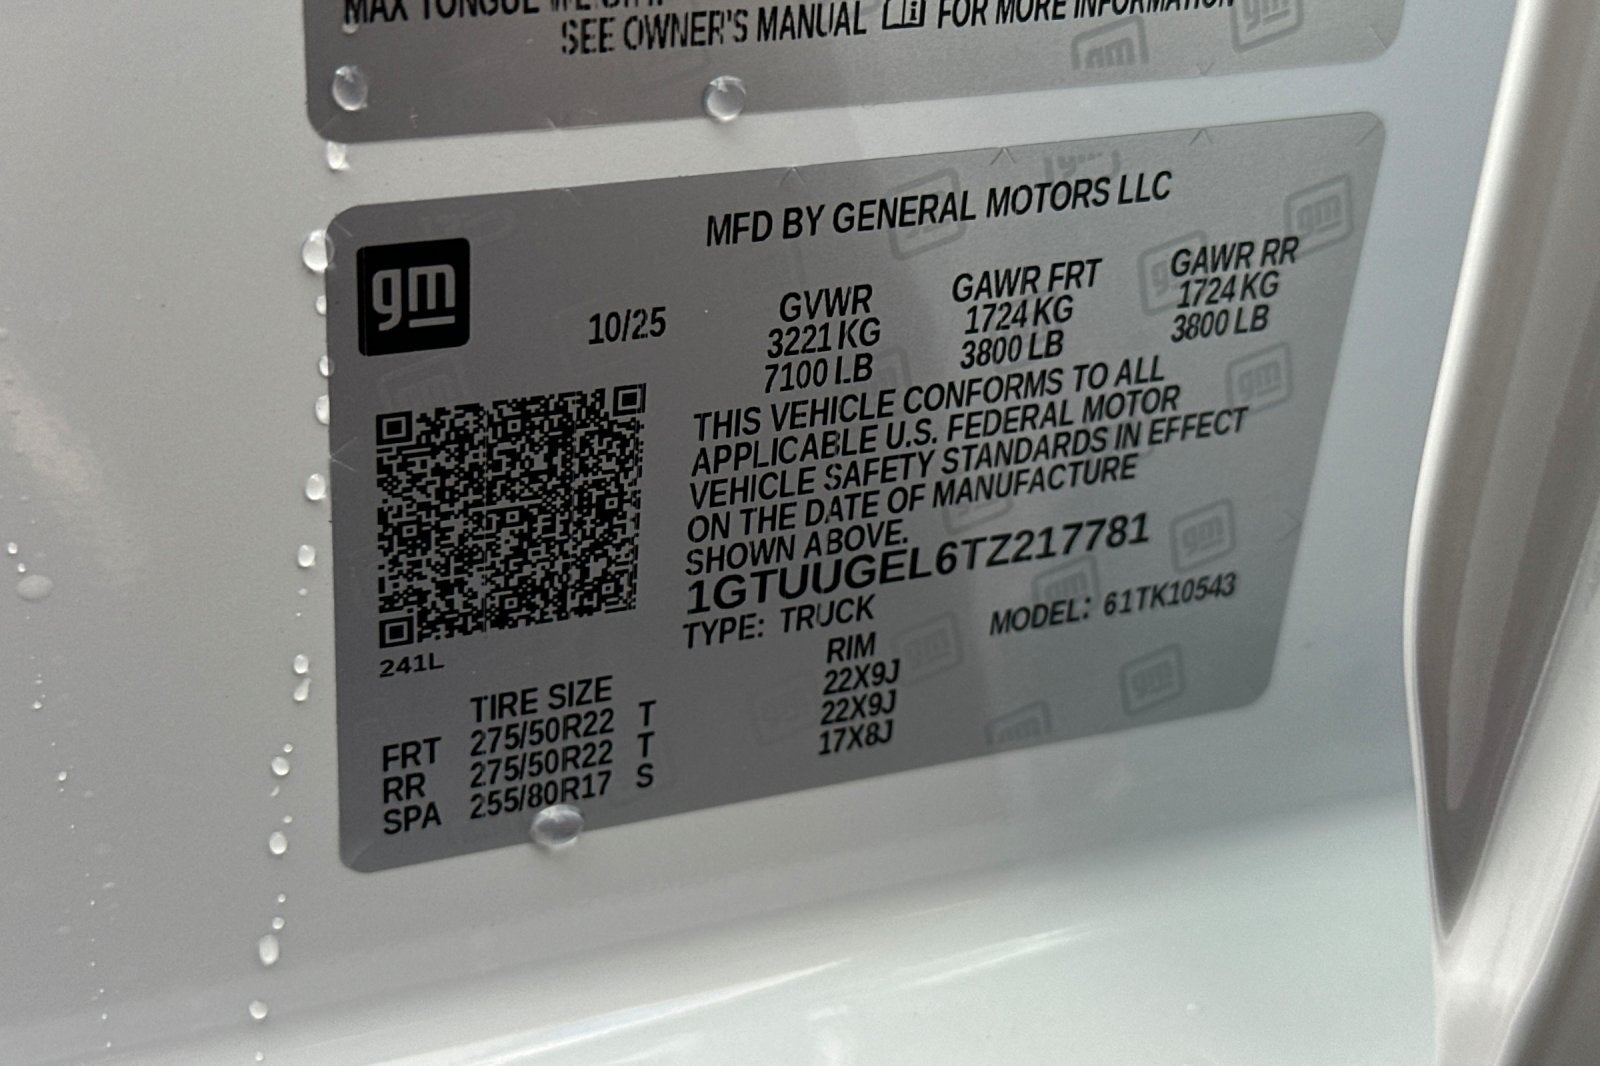 MAX TONGUE
SEE OWNER'S MANUAL FOR MORE INFORMATION
MFD BY GENERAL MOTORS LLC
gm
10/25
GVWR GAWR FRT GAWR RR
3221 KG 1724 KG 1724 KG
7100 LB 3800 LB 3800 LB
THIS VEHICLE CONFORMS TO ALL
APPLICABLE U.S. FEDERAL MOTOR
VEHICLE SAFETY STANDARDS IN EFFECT
ON THE DATE OF MANUFACTURE
SHOWN ABOVE.
1GTUUGEL6TZ217781
TYPE: TRUCK MODEL: 61TK10543
241L
TIRE SIZE RIM
FRT 275/50R22 T 22X9J
RR 275/50R22 T 22X9J
SPA 255/80R17 S 17X8J